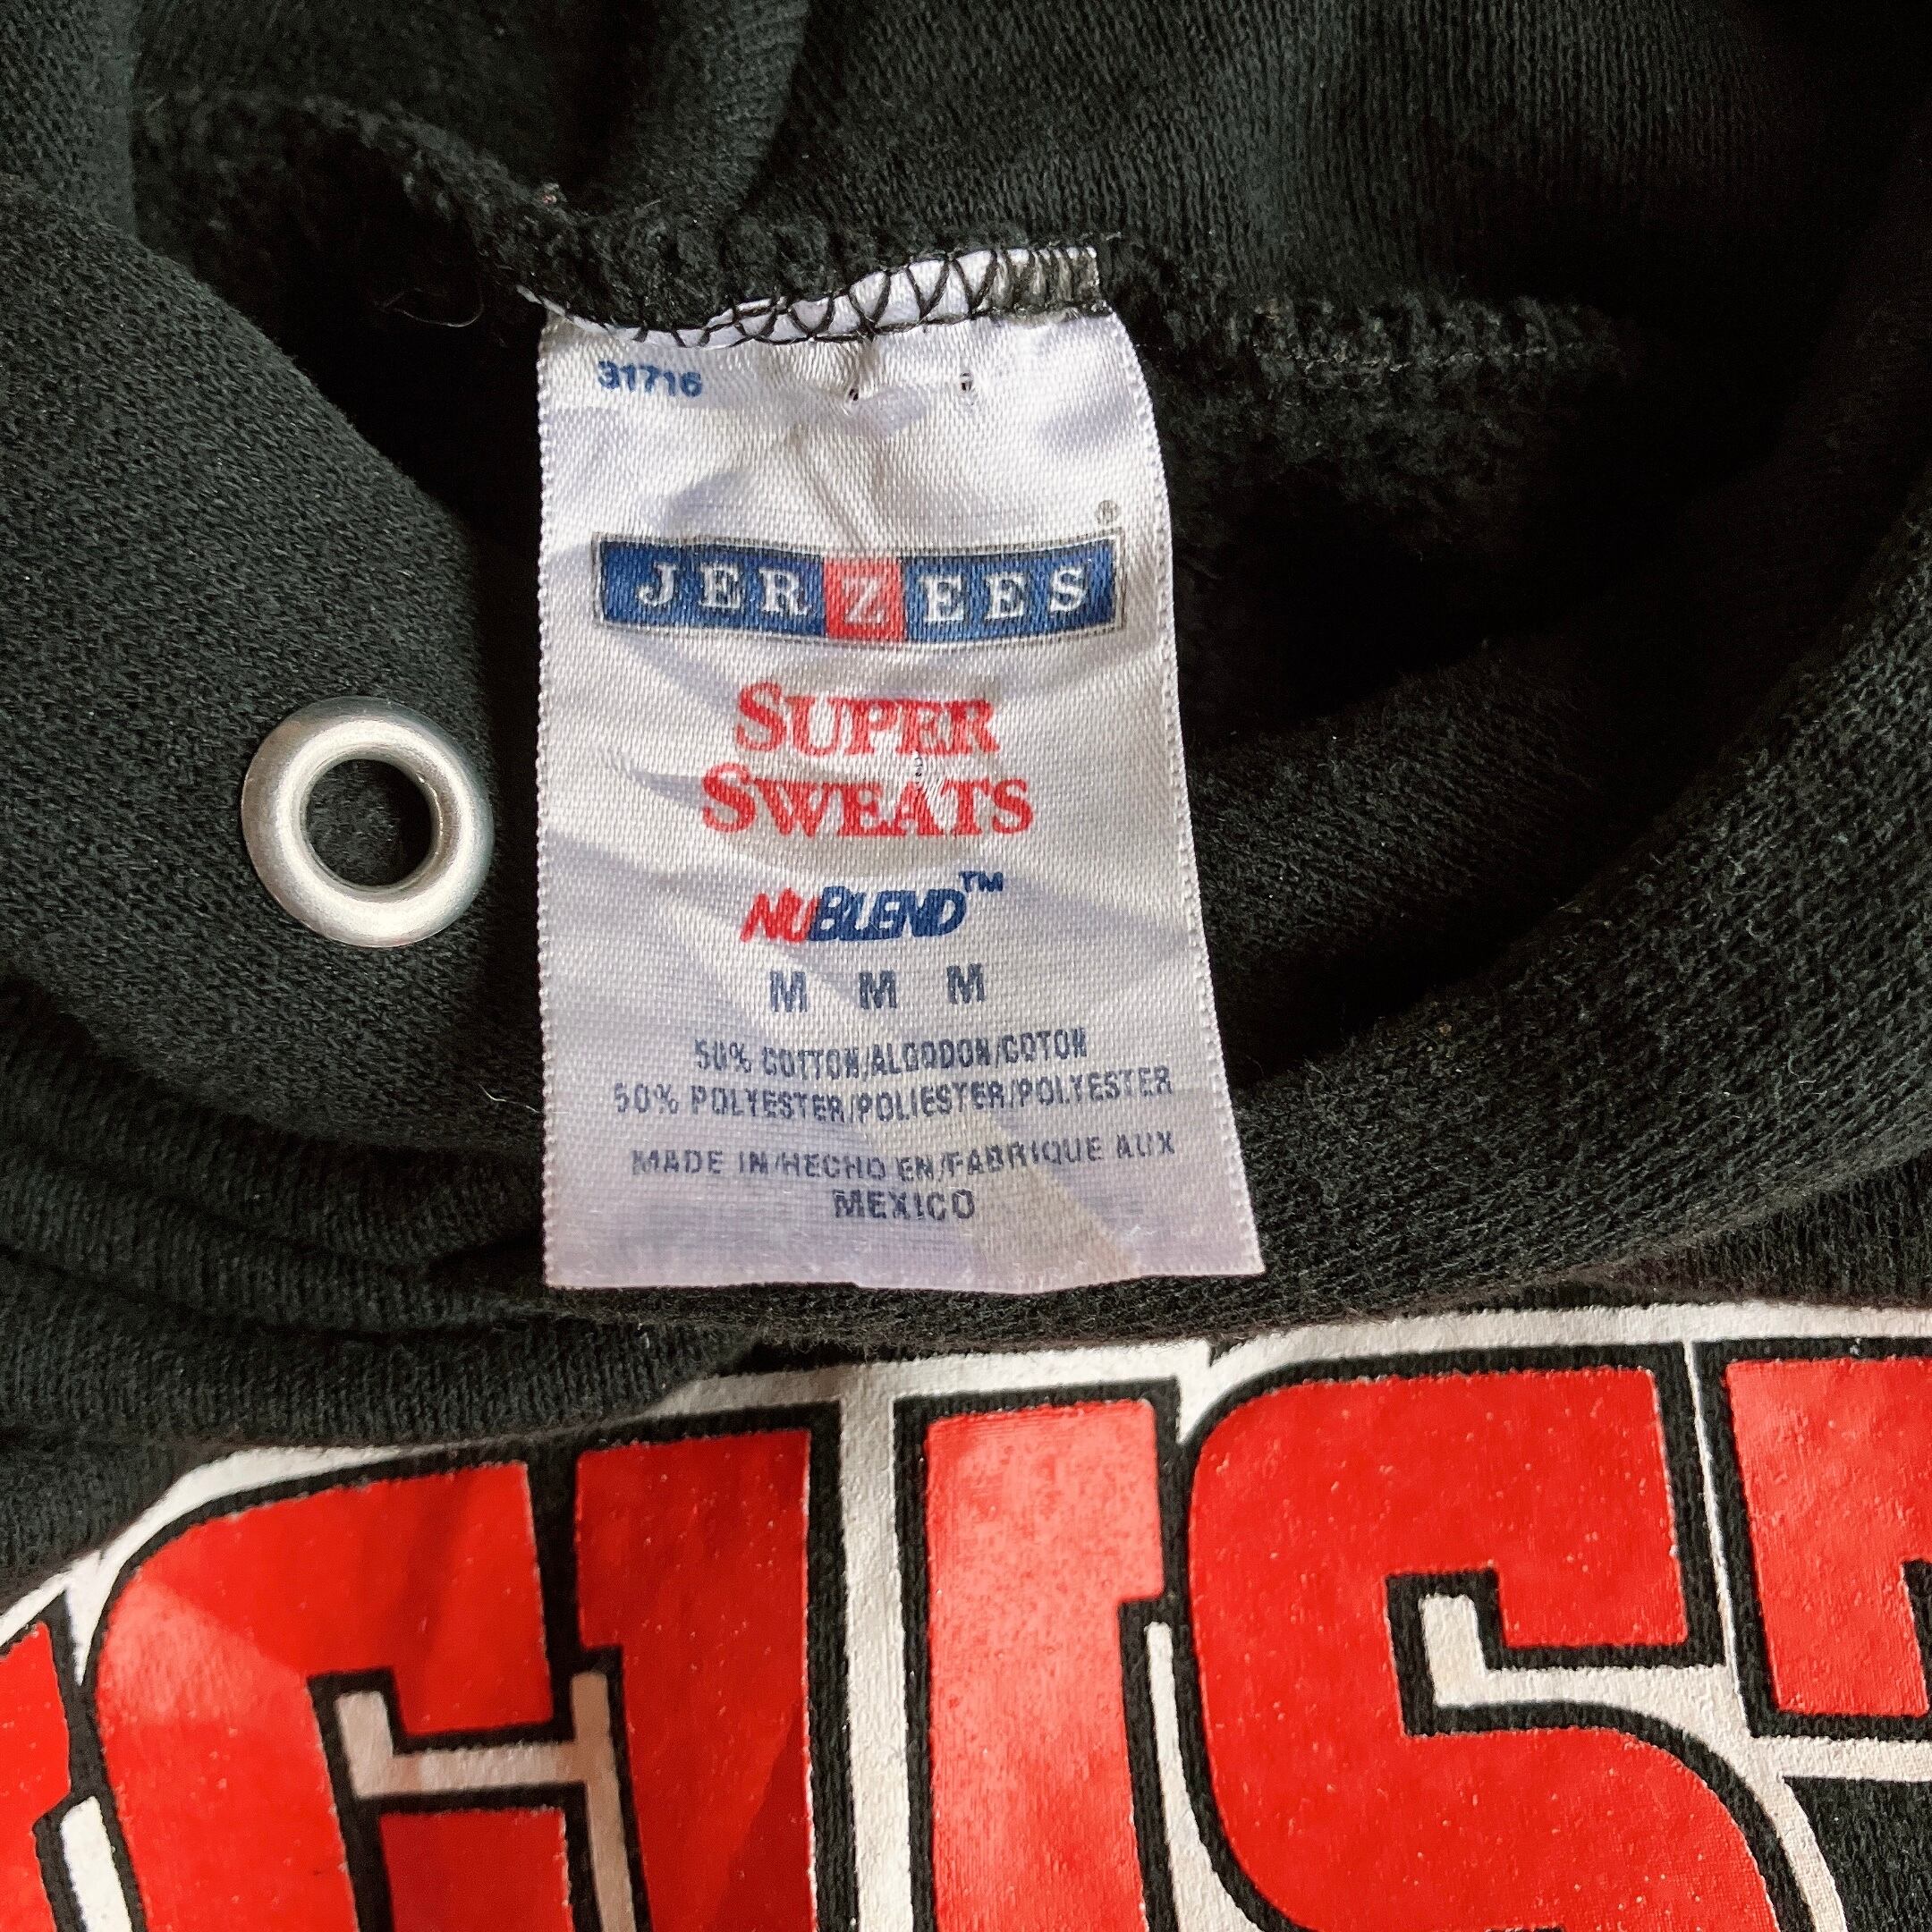 31716
JERZEES®
SUPER
SWEATS
NUBLEND™
M M M
50% COTTON/ALGODON/COTON
50% POLYESTER/POLIESTER/POLYESTER
MADE IN/HECHO EN/FABRIQUE AUX
MEXICO